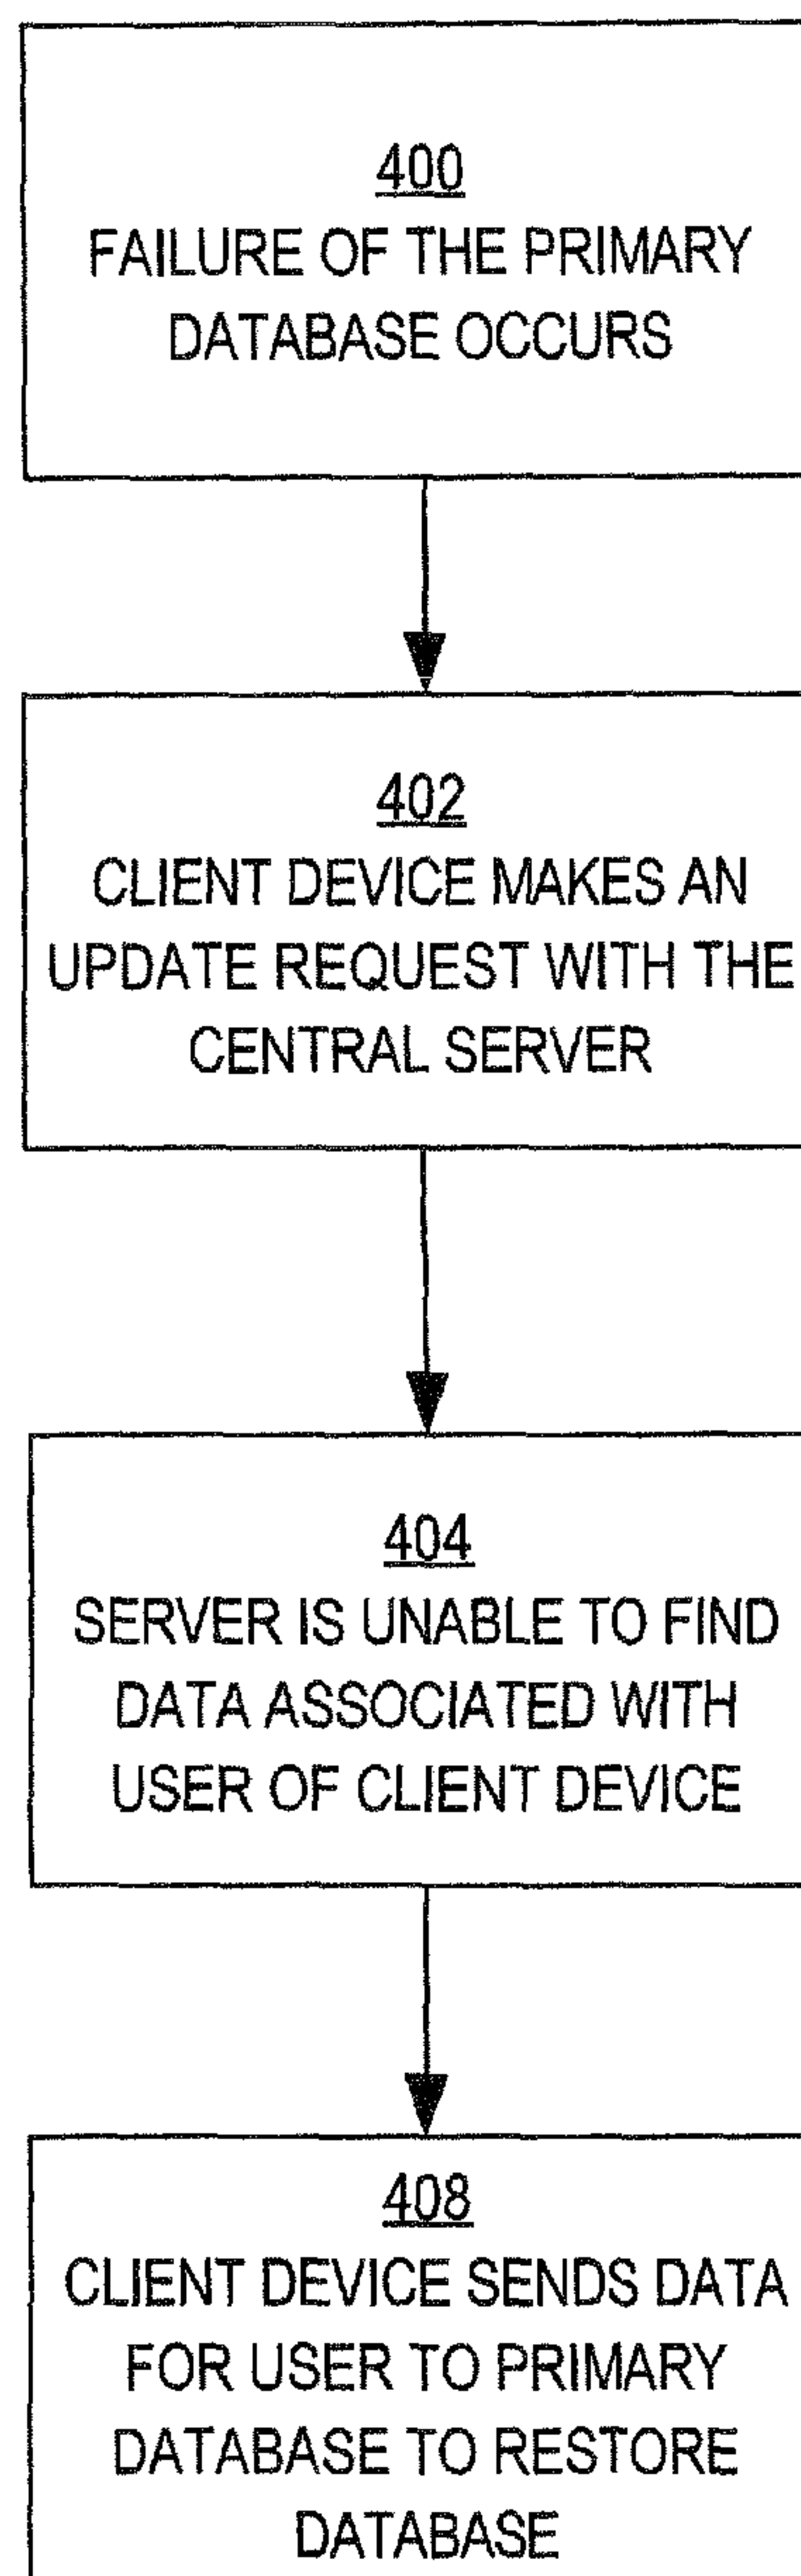 400
FAILURE OF THE PRIMARY
DATABASE OCCURS
402
CLIENT DEVICE MAKES AN
UPDATE REQUEST WITH THE
CENTRAL SERVER
404
SERVER IS UNABLE TO FIND
DATA ASSOCIATED WITH
USER OF CLIENT DEVICE
408
CLIENT DEVICE SENDS DATA
FOR USER TO PRIMARY
DATABASE TO RESTORE
DATABASE